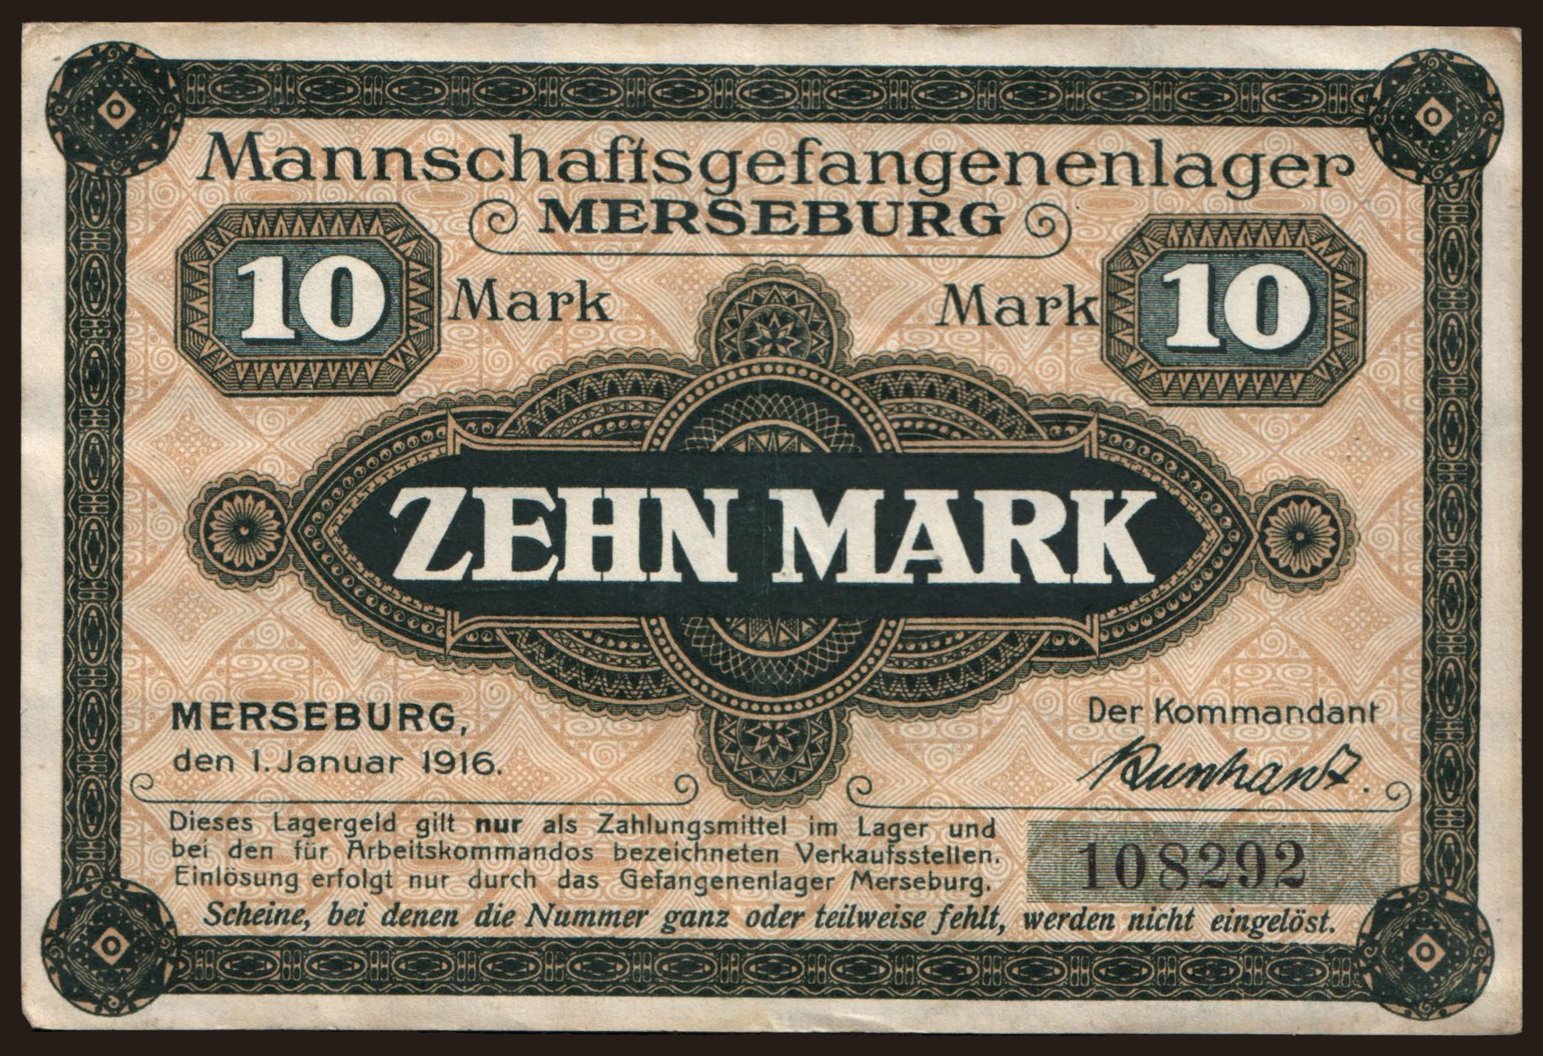 Mannschaftsgefangenenlager
MERSEBURG
10 Mark Mark 10
ZEHN MARK
MERSEBURG,
den 1. Januar 1916.
Der Kommandant
Dieses Lagergeld gilt nur als Zahlungsmittel im Lager und
bei den für Arbeitskommandos bezeichneten Verkaufsstellen.
Einlösung erfolgt nur durch das Gefangenenlager Merseburg.
108292
Scheine, bei denen die Nummer ganz oder teilweise fehlt, werden nicht eingelöst.